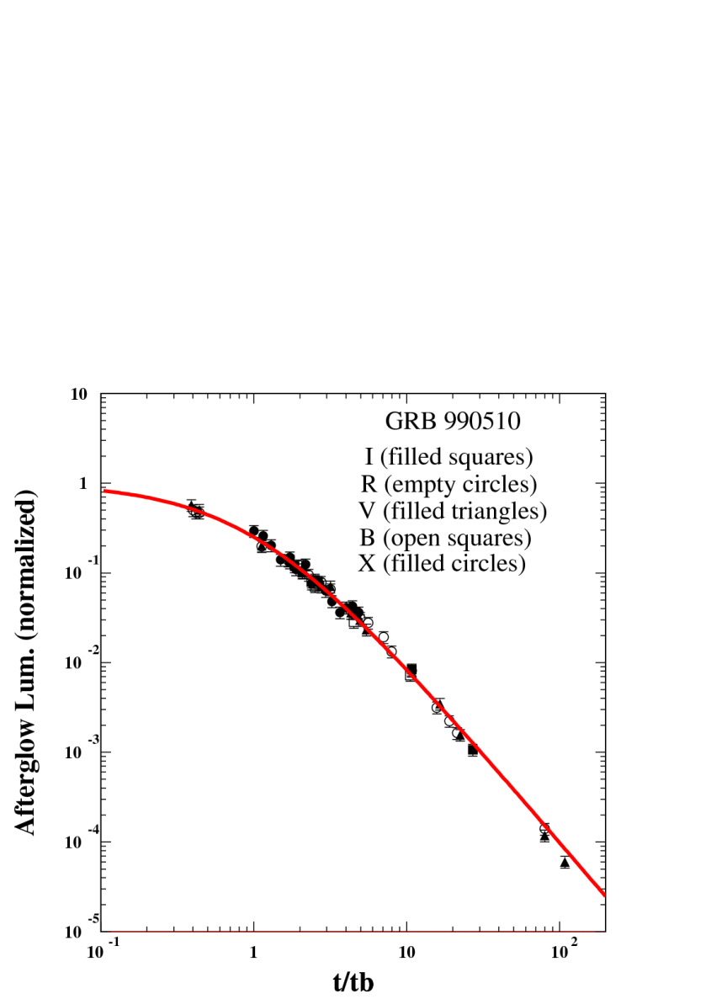 10
GRB 990510
I (filled squares)
1
R (empty circles)
V (filled triangles)
B (open squares)
X (filled circles)
10 -1
10 -2
10 -3
10 -4
10 -5
Afterglow Lum. (normalized)
10 -1 1 10 10 2
t/tb